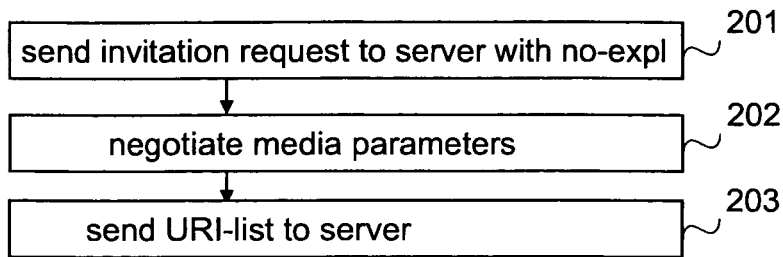 201
send invitation request to server with no-expl
202
negotiate media parameters
203
send URI-list to server